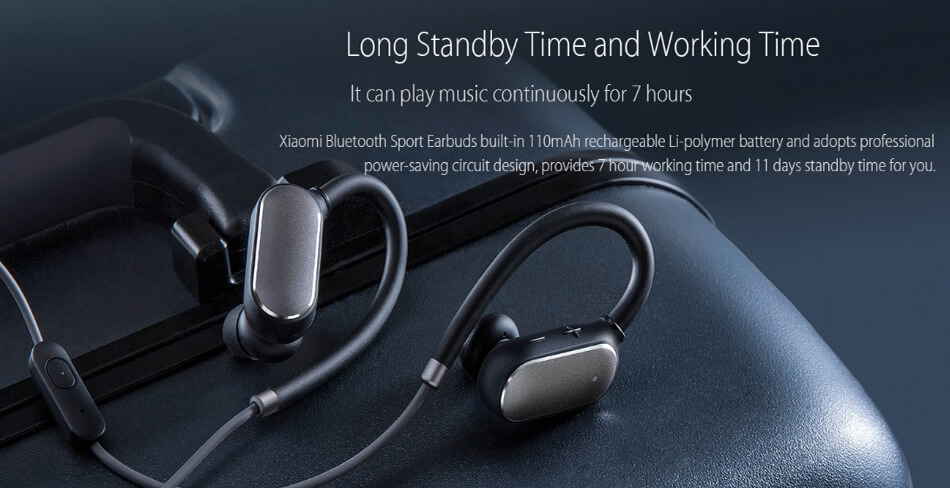 Long Standby Time and Working Time
It can play music continuously for 7 hours
Xiaomi Bluetooth Sport Earbuds built-in 110mAh rechargeable Li-polymer battery and adopts professional
power-saving circuit design, provides 7 hour working time and 11 days standby time for you.